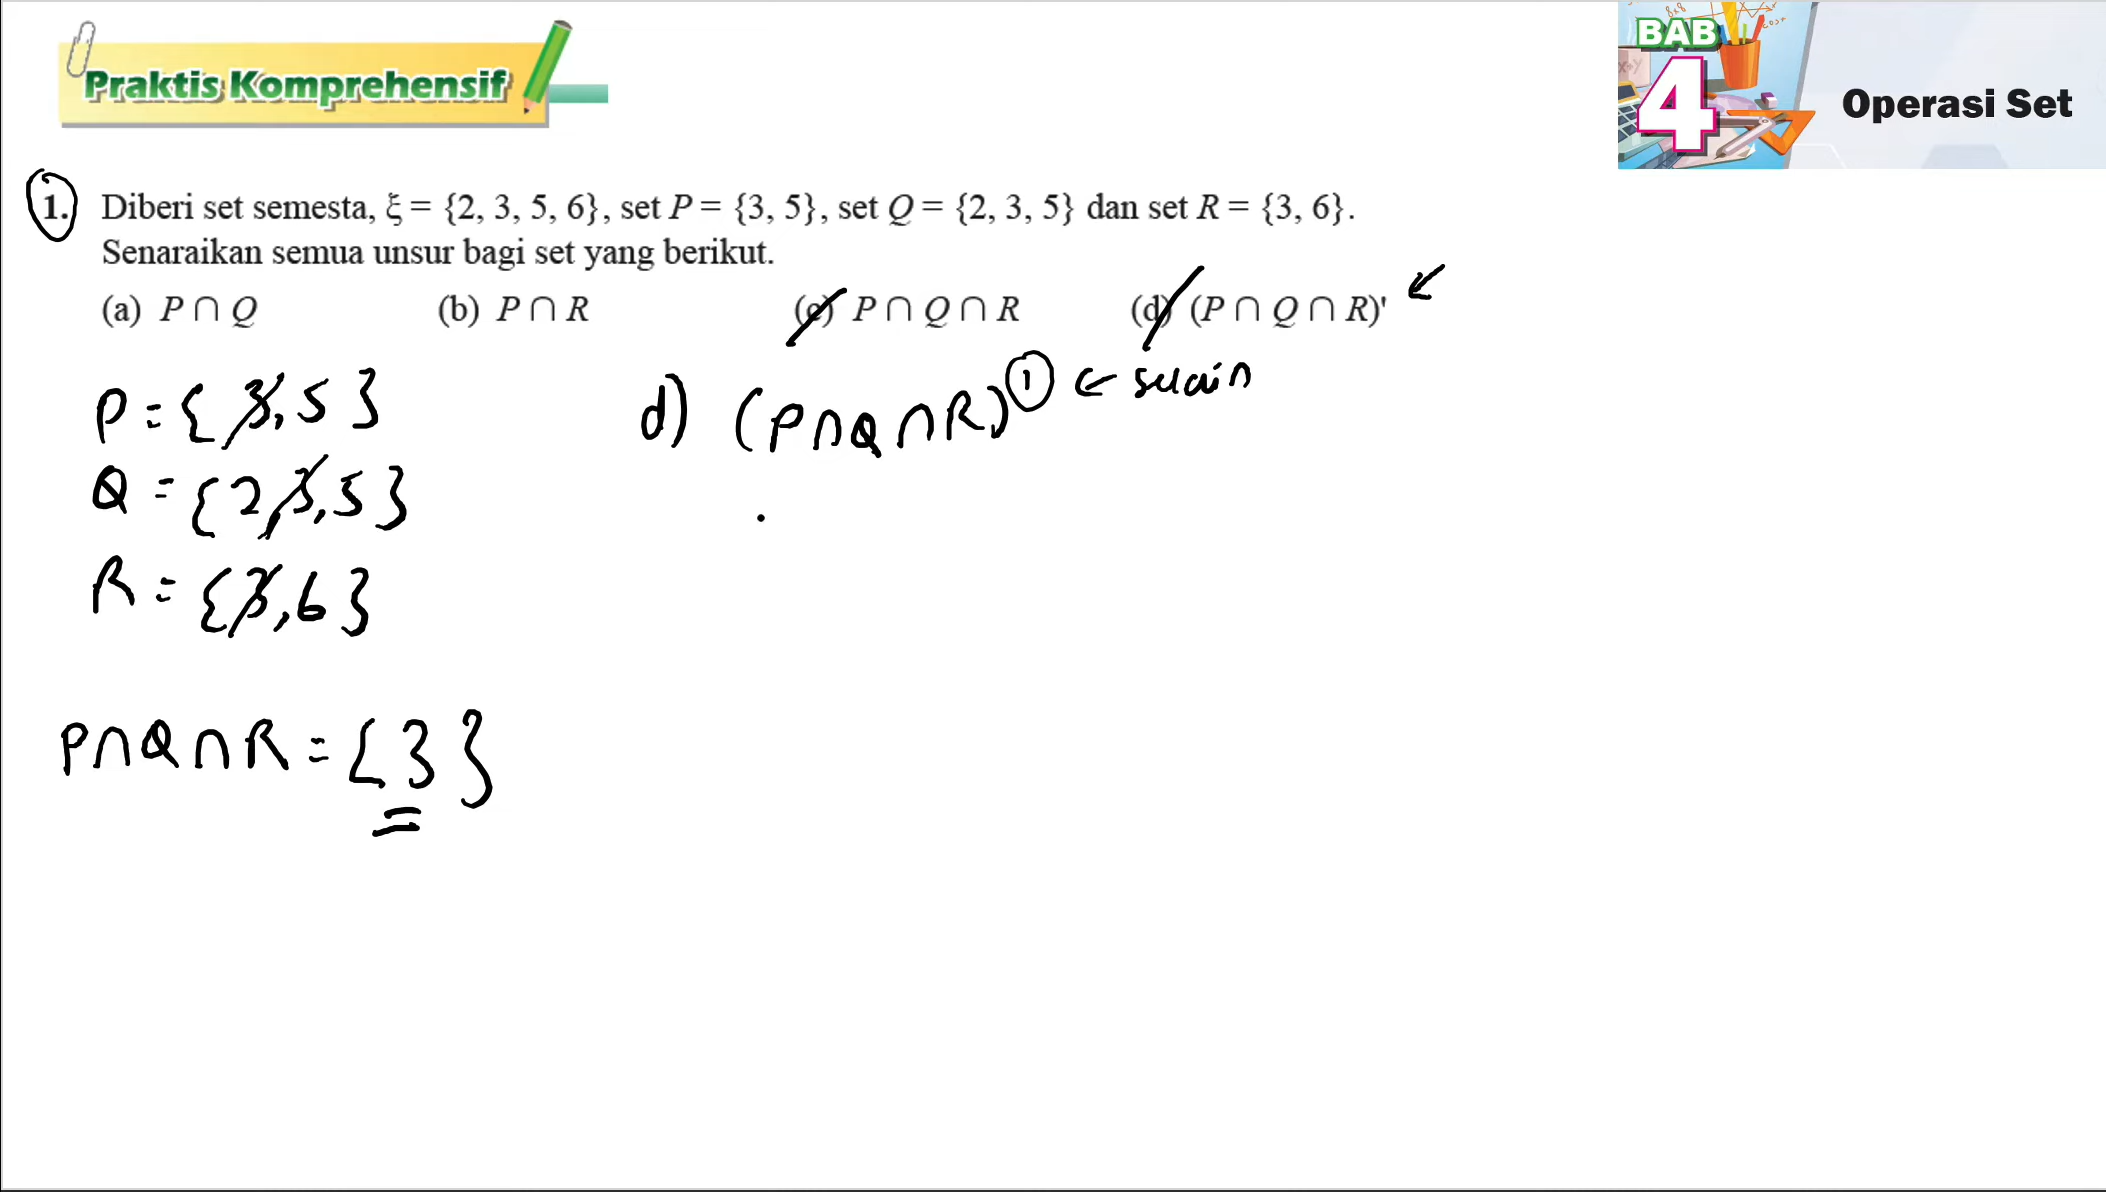 Praktis Komprehensif
BAB 4 Operasi Set
1. Diberi set semesta, ξ = {2, 3, 5, 6}, set P = {3, 5}, set Q = {2, 3, 5} dan set R = {3, 6}.
Senaraikan semua unsur bagi set yang berikut.
(a) P ∩ Q (b) P ∩ R (c) P ∩ Q ∩ R (d) (P ∩ Q ∩ R)'
P = { 3, 5 }
Q = { 2, 3, 5 }
R = { 3, 6 }
P ∩ Q ∩ R = { 3 }
d) (P ∩ Q ∩ R)' ← selain